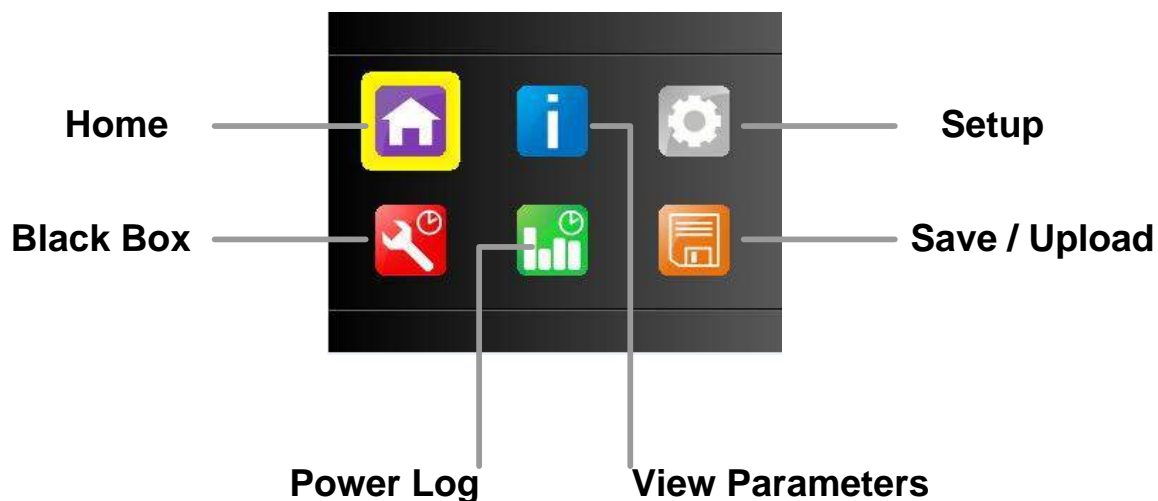 Home
i
Setup
Black Box
Save / Upload
Power Log
View Parameters